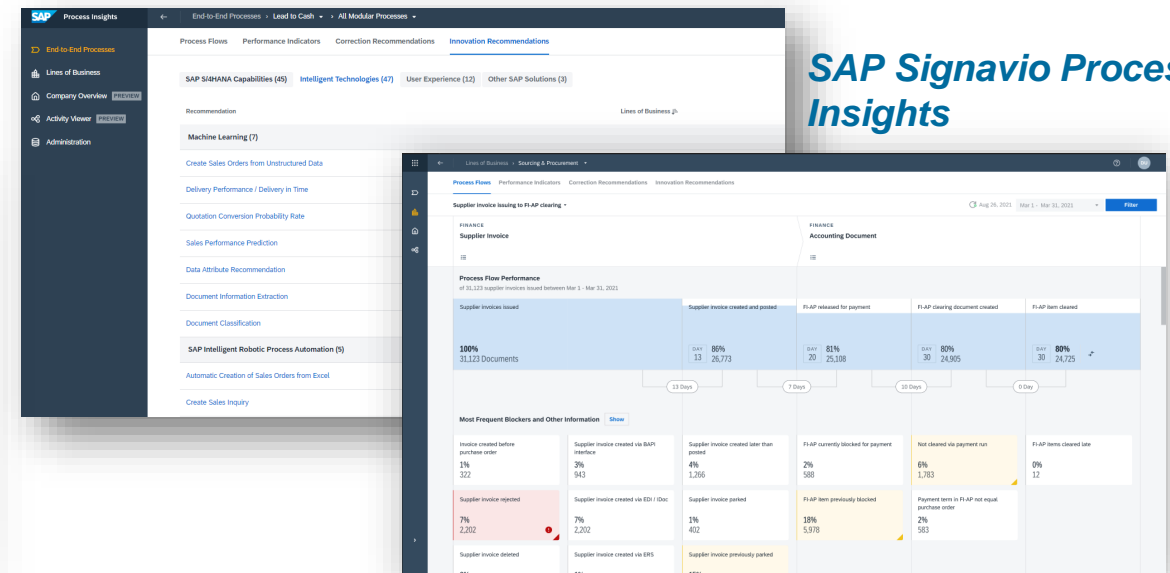 SAP Process Insights
End-to-End Processes
Lines of Business
Company Overview PREVIEW
Activity Viewer PREVIEW
Administration
← End-to-End Processes > Lead to Cash > All Modular Processes
Process Flows Performance Indicators Correction Recommendations Innovation Recommendations
SAP S/4HANA Capabilities (45) Intelligent Technologies (47) User Experience (12) Other SAP Solutions (3)
Recommendation Lines of Business
Machine Learning (7)
Create Sales Orders from Unstructured Data
Delivery Performance / Delivery in Time
Quotation Conversion Probability Rate
Sales Performance Prediction
Data Attribute Recommendation
Document Information Extraction
Document Classification
SAP Intelligent Robotic Process Automation (5)
Automatic Creation of Sales Orders from Excel
Create Sales Inquiry
SAP Signavio Proces
Insights
← Lines of Business > Sourcing & Procurement
DU
Process Flows Performance Indicators Correction Recommendations Innovation Recommendations
Supplier Invoice issuing to FI-AP clearing
Aug 26, 2021 Mar 1 - Mar 31, 2021 Filter
FINANCE FINANCE
Supplier Invoice Accounting Document
Process Flow Performance
of 31,123 supplier invoices issued between Mar 1 - Mar 31, 2021
Supplier invoices issued Supplier invoice created and posted FI-AP released for payment FI-AP clearing document created FI-AP item cleared
100% DAY 86% DAY 81% DAY 80% DAY 80%
31,123 Documents 13 26,773 20 25,108 30 24,905 30 24,725
13 Days 7 Days 10 Days 0 Day
Most Frequent Blockers and Other Information Show
Invoice created before Supplier invoice created via BAPI Supplier invoice created later than FI-AP currently blocked for payment Not cleared via payment run FI-AP items cleared late
purchase order interface posted
1% 3% 4% 2% 6% 0%
322 943 1,266 588 1,783 12
Supplier invoice rejected Supplier invoice created via EDI / IDoc Supplier invoice parked FI-AP item previously blocked Payment term in FI-AP not equal
purchase order
7% 7% 1% 18% 2%
2,202 2,202 402 5,978 583
Supplier invoice deleted Supplier invoice created via ERS Supplier invoice previously parked